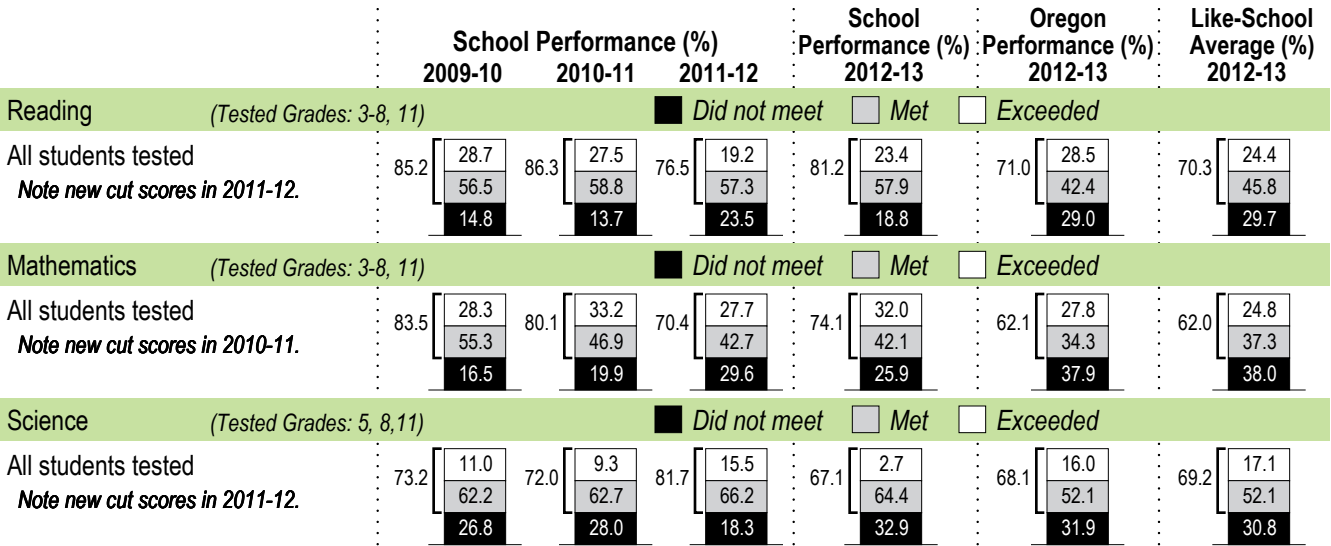 School Performance (%)
2009-10 2010-11 2011-12
School
Performance (%)
2012-13
Oregon
Performance (%)
2012-13
Like-School
Average (%)
2012-13
Reading (Tested Grades: 3-8, 11) Did not meet Met Exceeded
All students tested
Note new cut scores in 2011-12.
85.2 28.7 86.3 27.5 76.5 19.2 81.2 23.4 71.0 28.5 70.3 24.4
56.5 58.8 57.3 57.9 42.4 45.8
14.8 13.7 23.5 18.8 29.0 29.7
Mathematics (Tested Grades: 3-8, 11) Did not meet Met Exceeded
All students tested
Note new cut scores in 2010-11.
83.5 28.3 80.1 33.2 70.4 27.7 74.1 32.0 62.1 27.8 62.0 24.8
55.3 46.9 42.7 42.1 34.3 37.3
16.5 19.9 29.6 25.9 37.9 38.0
Science (Tested Grades: 5, 8,11) Did not meet Met Exceeded
All students tested
Note new cut scores in 2011-12.
73.2 11.0 72.0 9.3 81.7 15.5 67.1 2.7 68.1 16.0 69.2 17.1
62.2 62.7 66.2 64.4 52.1 52.1
26.8 28.0 18.3 32.9 31.9 30.8